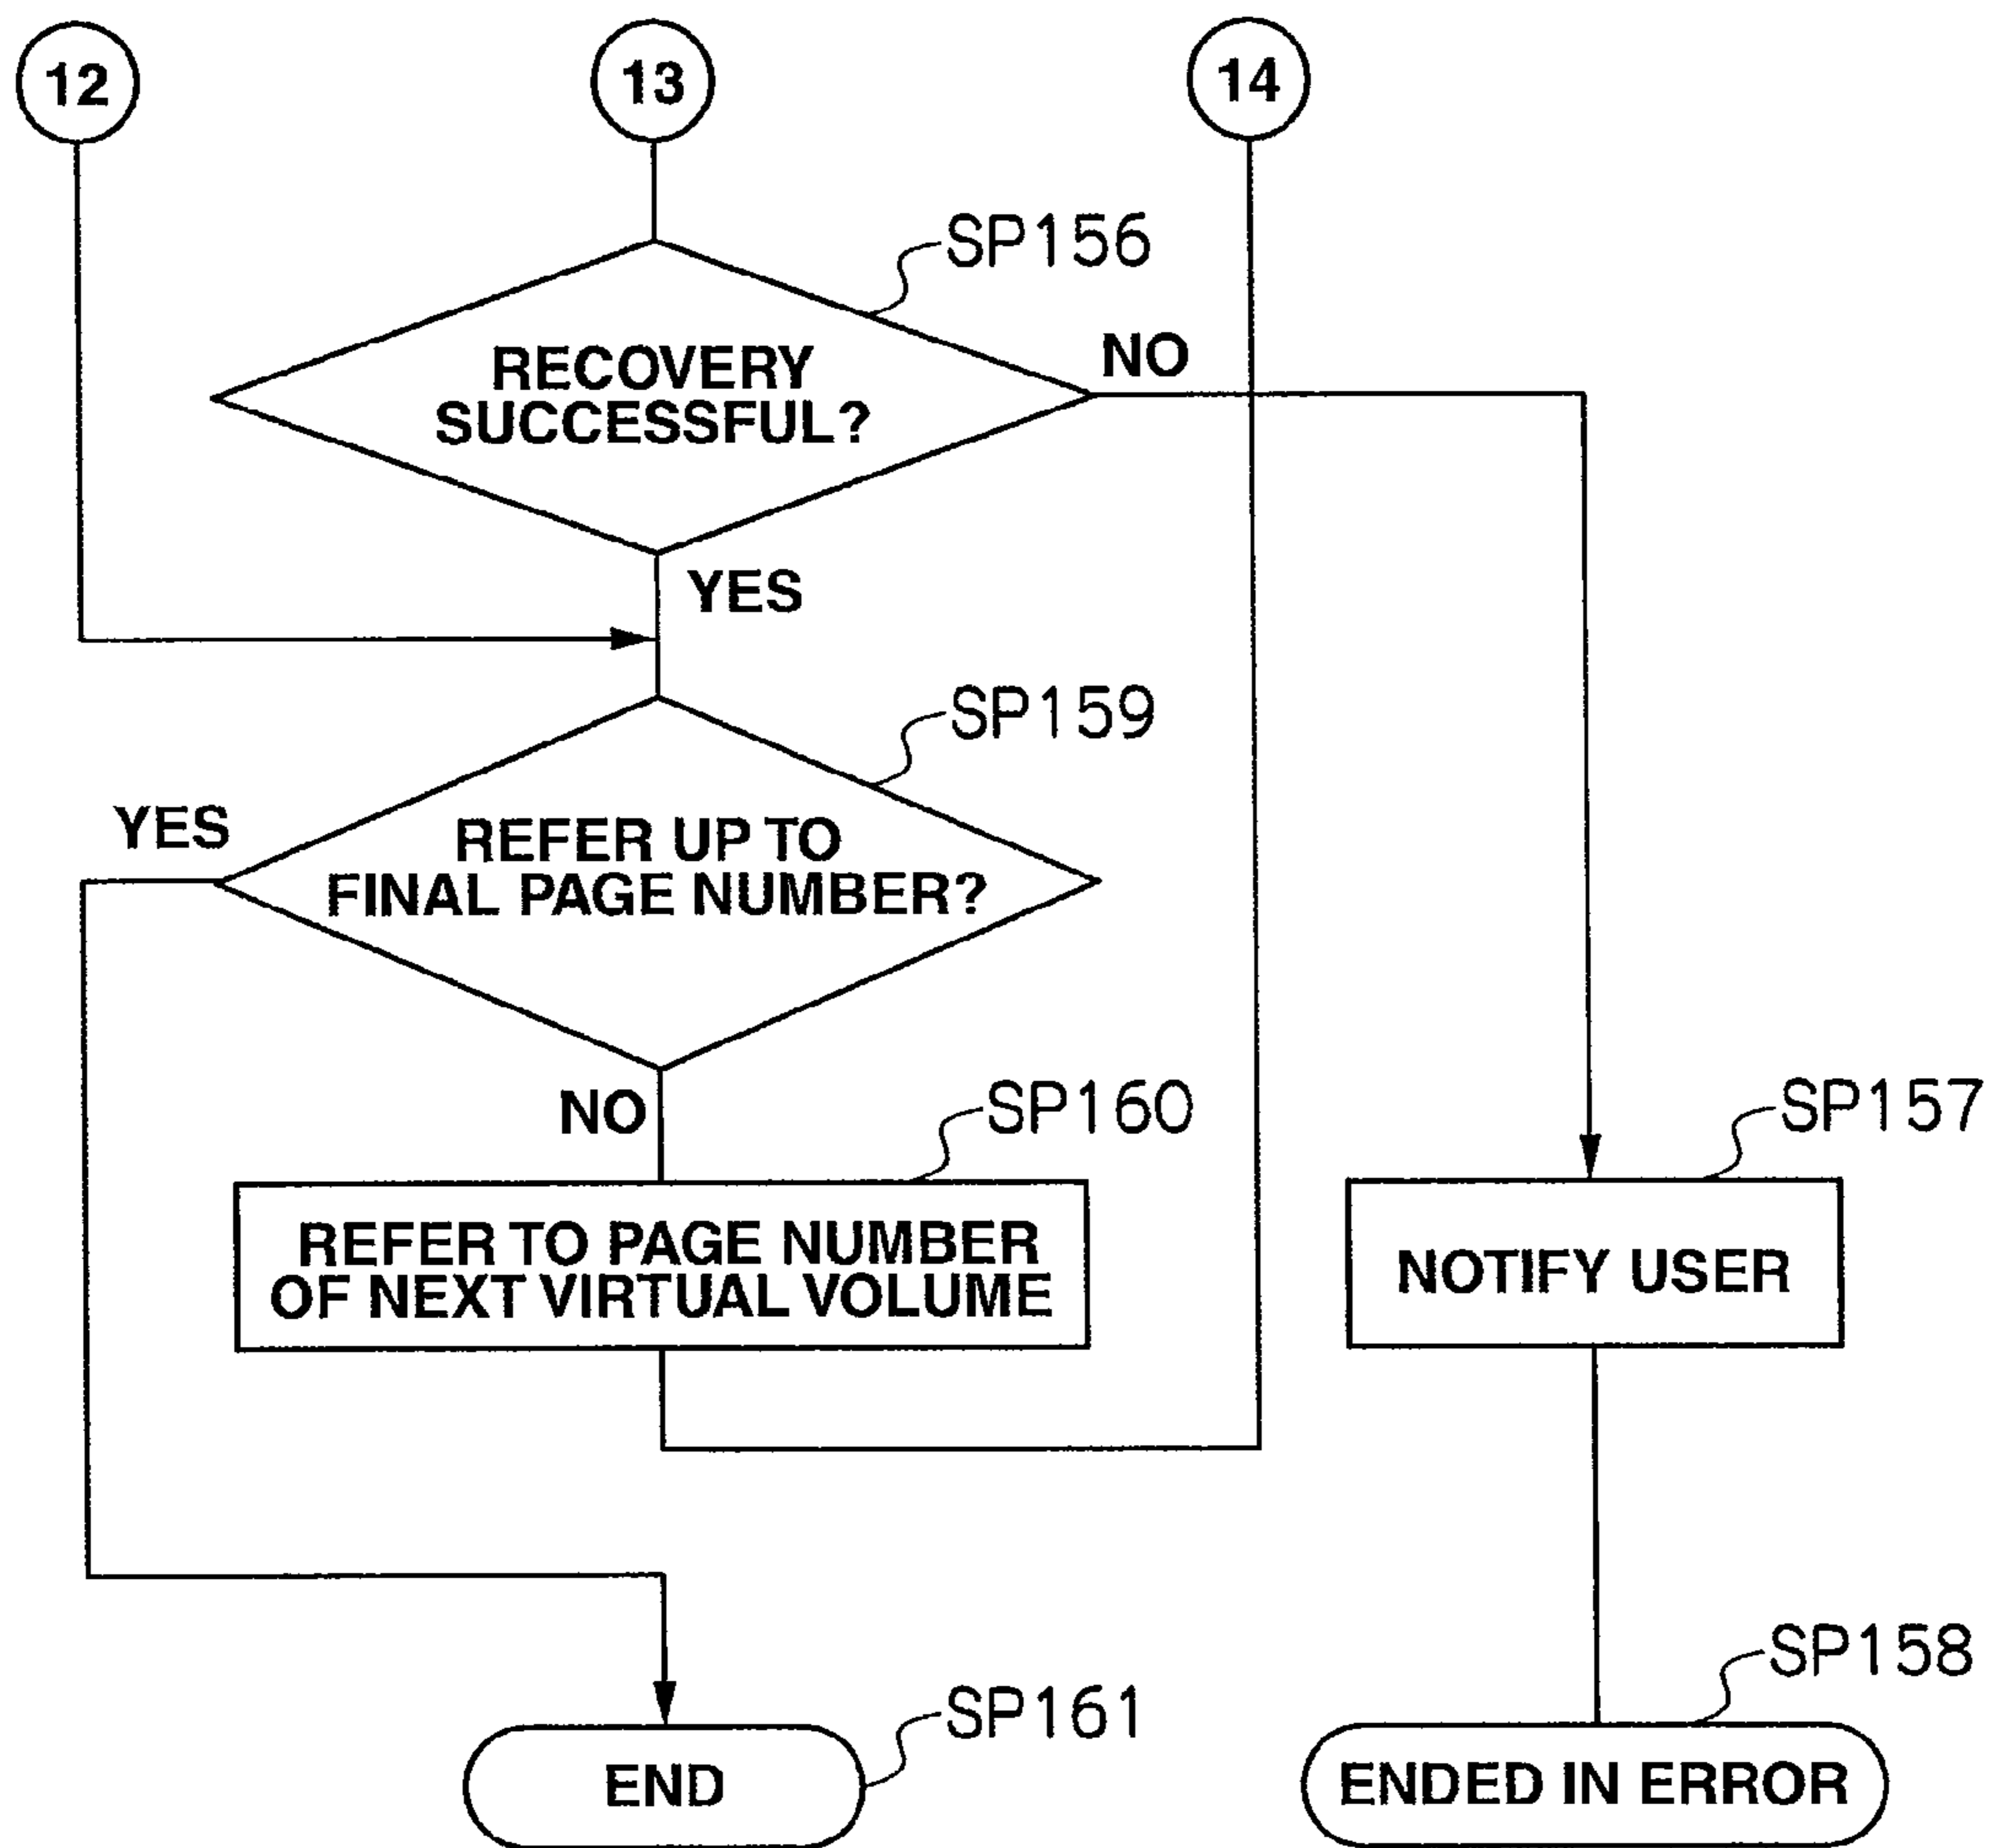 12
13
14
SP156
RECOVERY
SUCCESSFUL?
NO
YES
SP159
YES
REFER UP TO
FINAL PAGE NUMBER?
NO
SP160
SP157
REFER TO PAGE NUMBER
OF NEXT VIRTUAL VOLUME
NOTIFY USER
SP158
SP161
END
ENDED IN ERROR